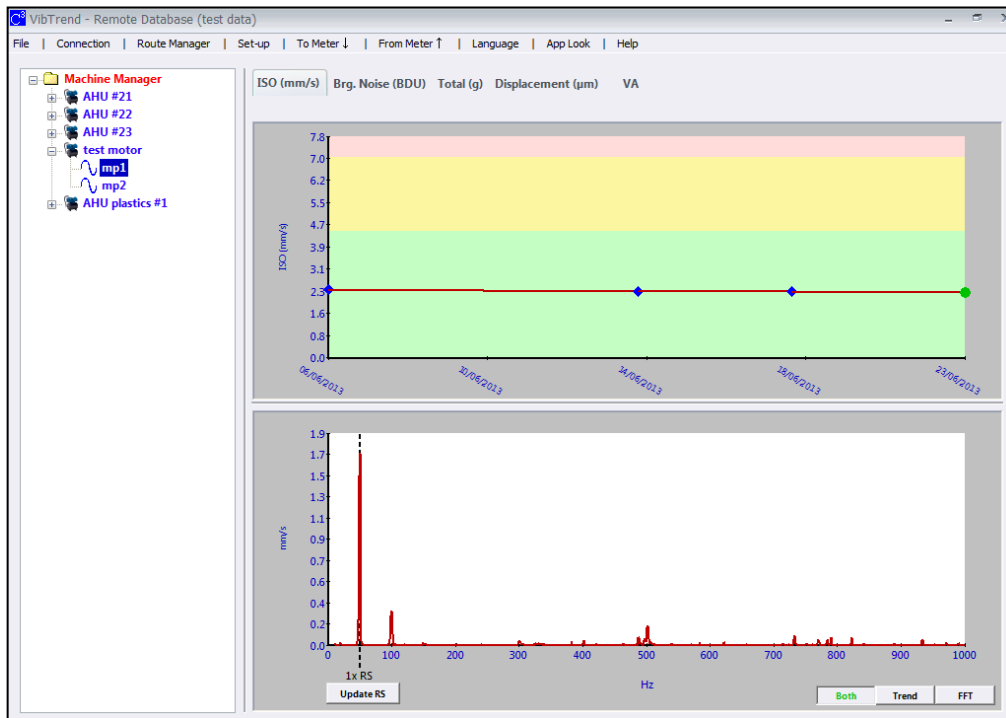 C³ VibTrend - Remote Database (test data)
File | Connection | Route Manager | Set-up | To Meter ↓ | From Meter ↑ | Language | App Look | Help
Machine Manager
AHU #21
AHU #22
AHU #23
test motor
mp1
mp2
AHU plastics #1
ISO (mm/s) Brg. Noise (BDU) Total (g) Displacement (µm) VA
ISO (mm/s)
7.8
7.0
6.2
5.5
4.7
3.9
3.1
2.3
1.6
0.8
0.0
06/06/2013 10/06/2013 14/06/2013 18/06/2013 23/06/2013
mm/s
1.9
1.7
1.5
1.3
1.1
0.9
0.7
0.6
0.4
0.2
0.0
0 100 200 300 400 500 600 700 800 900 1000
1x RS
Hz
Update RS
Both Trend FFT